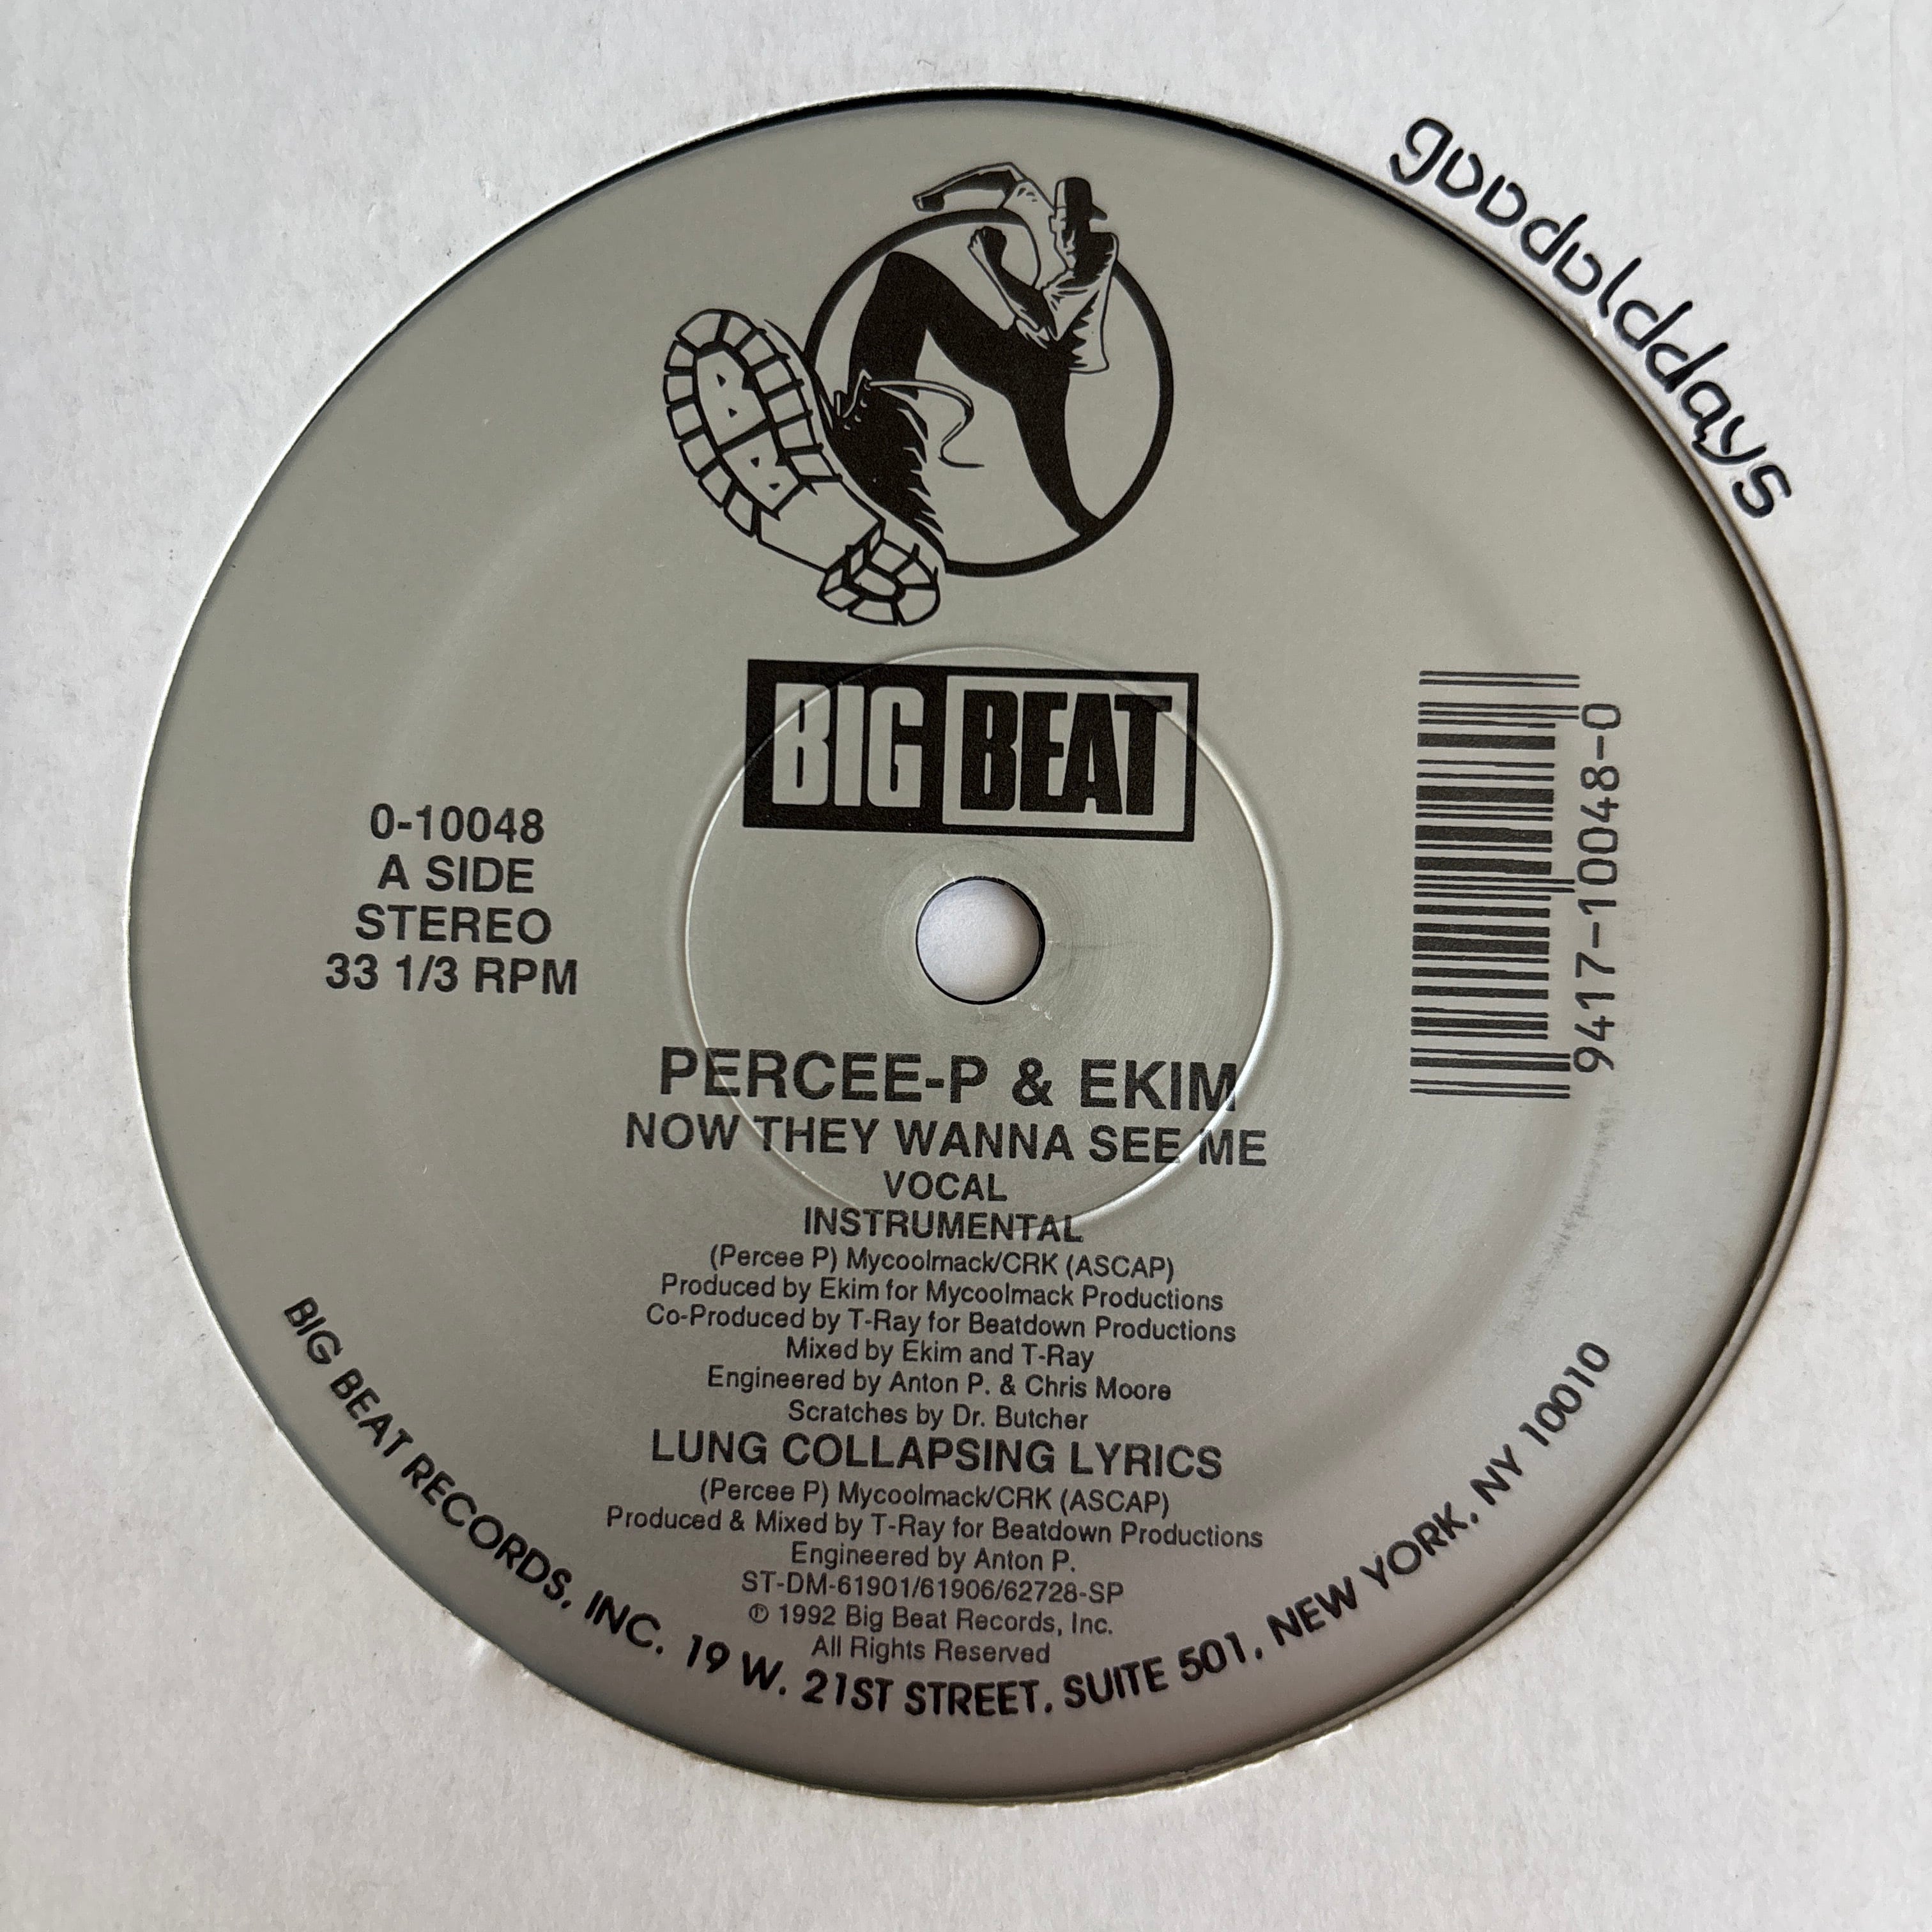 goodolddays
BB
BIG BEAT
0-10048
A SIDE
STEREO
33 1/3 RPM
9417-10048-0
PERCEE-P & EKIM
NOW THEY WANNA SEE ME
VOCAL
INSTRUMENTAL
(Percee P) Mycoolmack/CRK (ASCAP)
Produced by Ekim for Mycoolmack Productions
Co-Produced by T-Ray for Beatdown Productions
Mixed by Ekim and T-Ray
Engineered by Anton P. & Chris Moore
Scratches by Dr. Butcher
LUNG COLLAPSING LYRICS
(Percee P) Mycoolmack/CRK (ASCAP)
Produced & Mixed by T-Ray for Beatdown Productions
Engineered by Anton P.
ST-DM-61901/61906/62728-SP
℗ 1992 Big Beat Records, Inc.
All Rights Reserved
BIG BEAT RECORDS, INC. 19 W. 21ST STREET, SUITE 501, NEW YORK, NY 10010